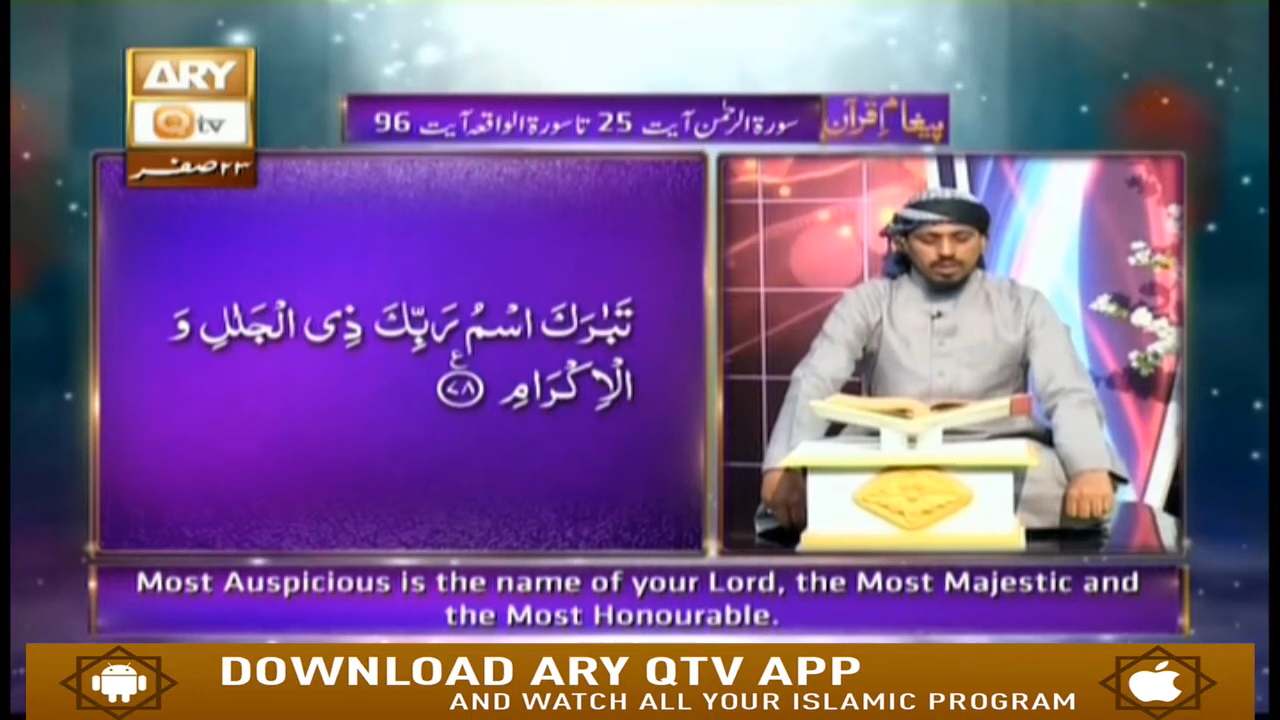 ARY
Qtv
۲۳ صفر
پیغام قرآن
سورۃ الرحمٰن آیت 25 تا سورۃ الواقعہ آیت 96
تَبٰرَكَ اسْمُ رَبِّكَ ذِی الْجَلٰلِ وَ
الْاِكْرَامِ ﴿۷۸﴾ ع
Most Auspicious is the name of your Lord, the Most Majestic and
the Most Honourable.
DOWNLOAD ARY QTV APP
AND WATCH ALL YOUR ISLAMIC PROGRAM